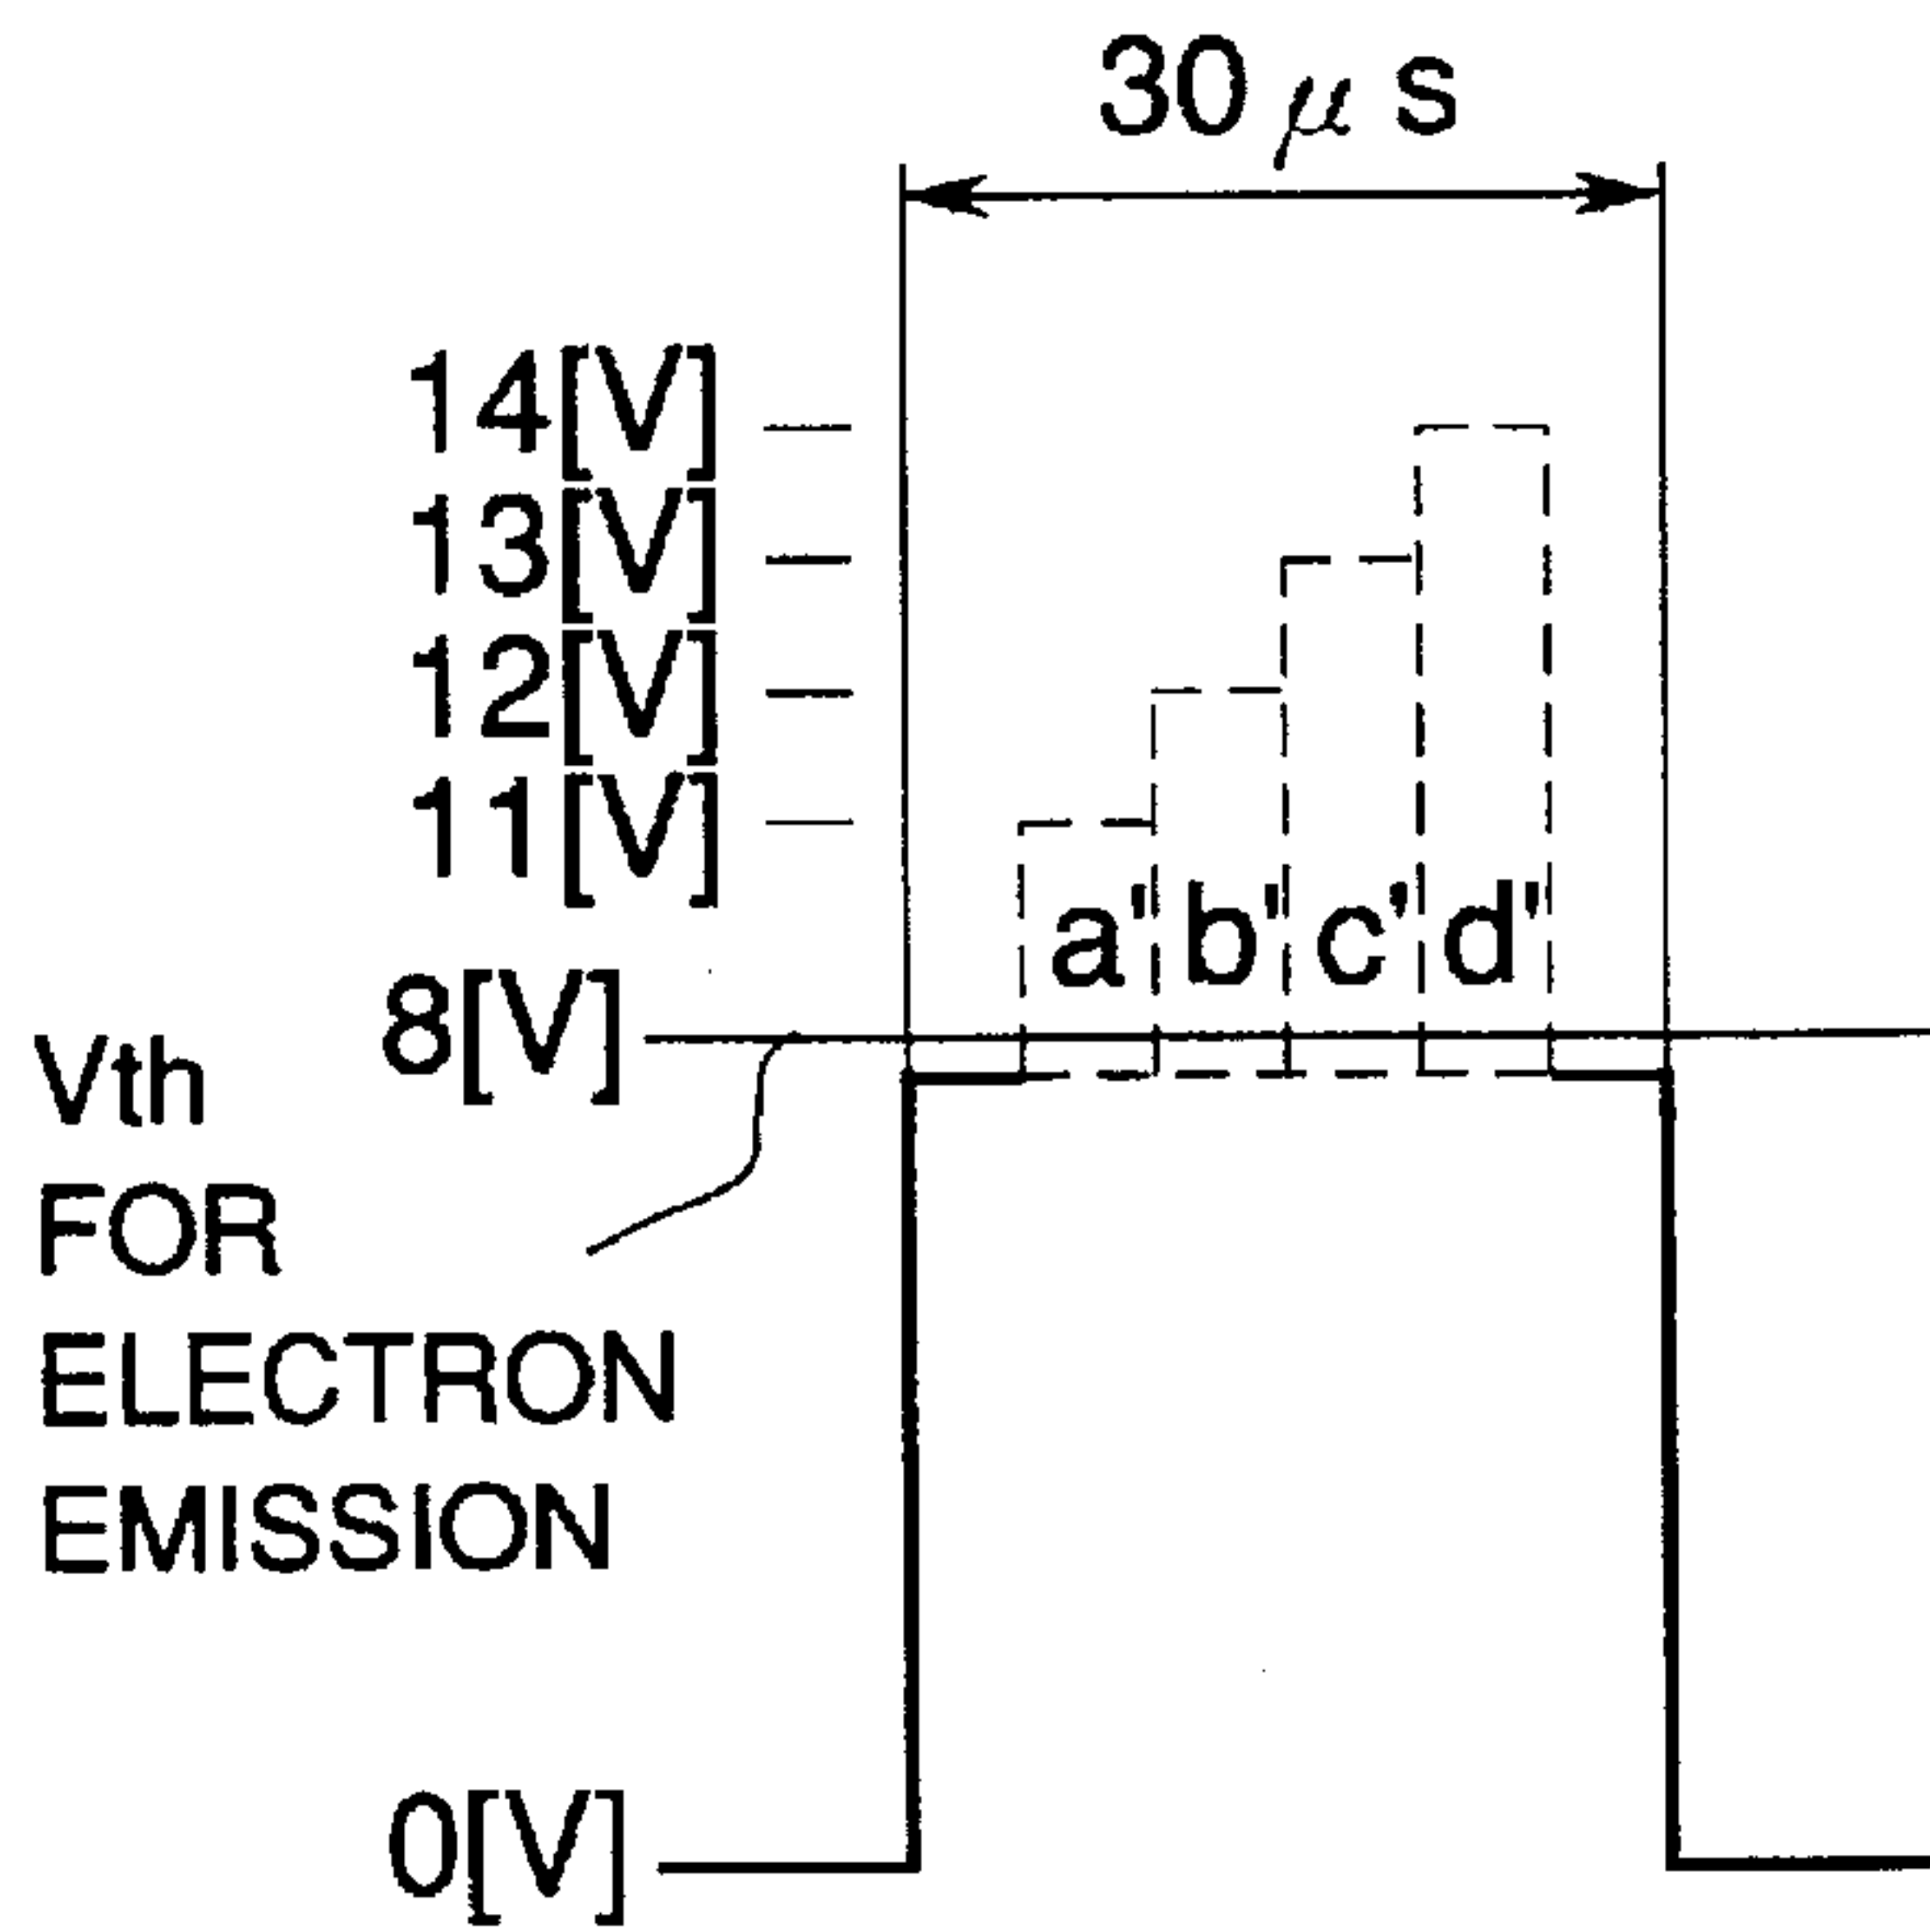 30 μ s
14[V]
13[V]
12[V]
11[V]
a' b' c' d'
8[V]
Vth
FOR
ELECTRON
EMISSION
0[V]